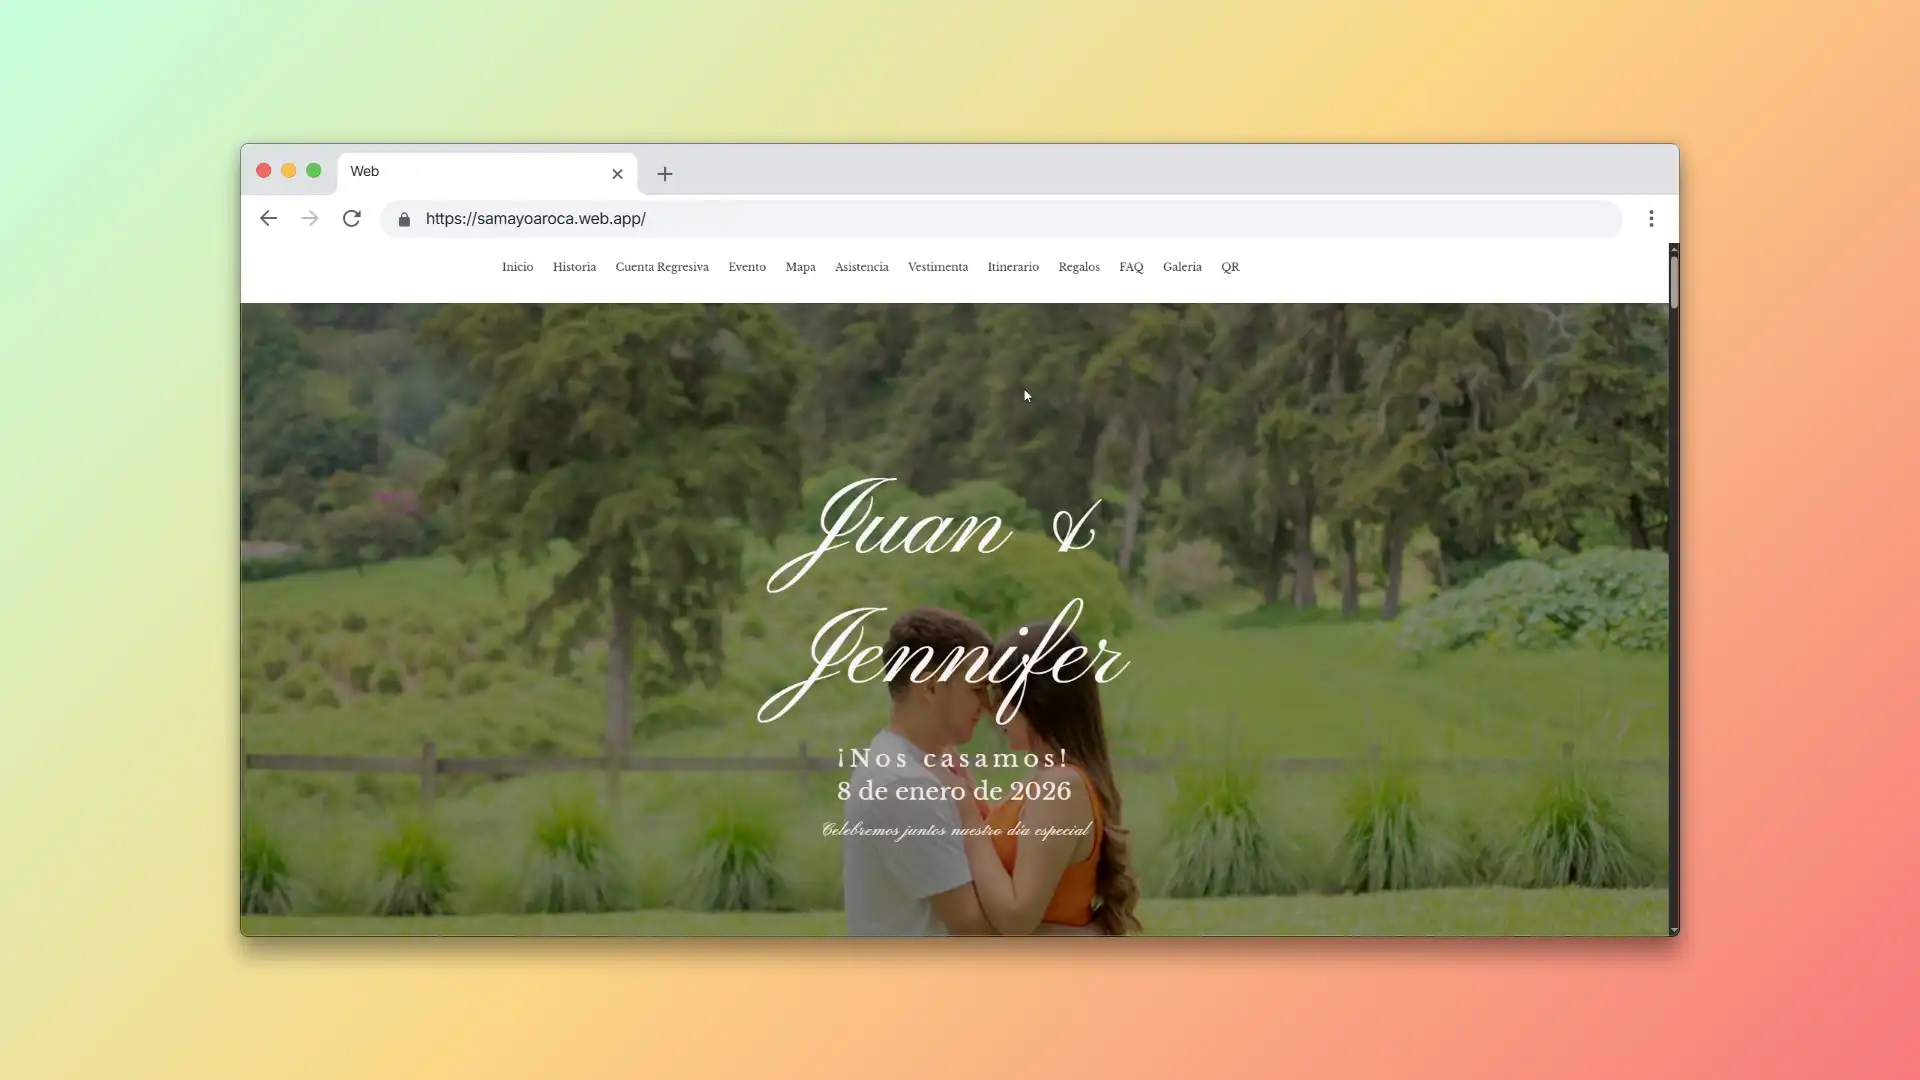 Web
https://samayoaroca.web.app/
Inicio Historia Cuenta Regresiva Evento Mapa Asistencia Vestimenta Itinerario Regalos FAQ Galeria QR
Juan &
Jennifer
¡Nos casamos!
8 de enero de 2026
Celebremos juntos nuestro día especial